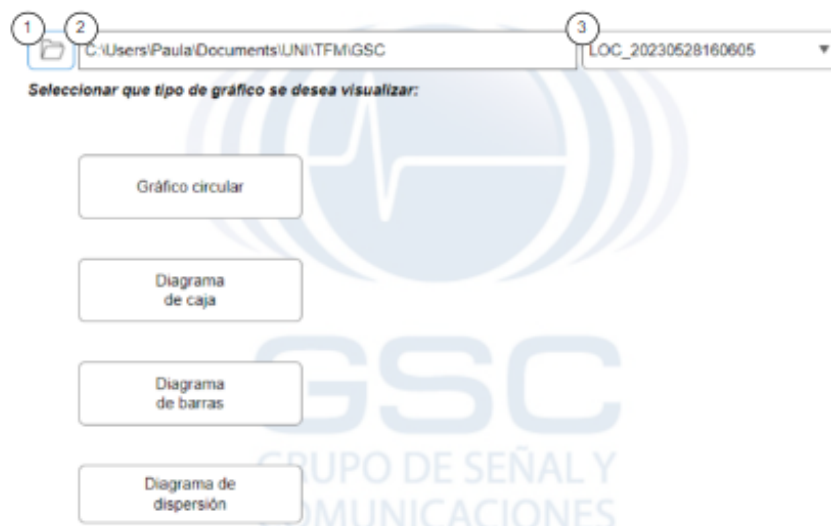 1 2 3
C:\Users\Paula\Documents\UNI\TFM\GSC LOC_20230528160605
Seleccionar que tipo de gráfico se desea visualizar:
Gráfico circular
Diagrama
de caja
Diagrama
de barras
GSC
Diagrama de
dispersión
GRUPO DE SEÑAL Y
COMUNICACIONES